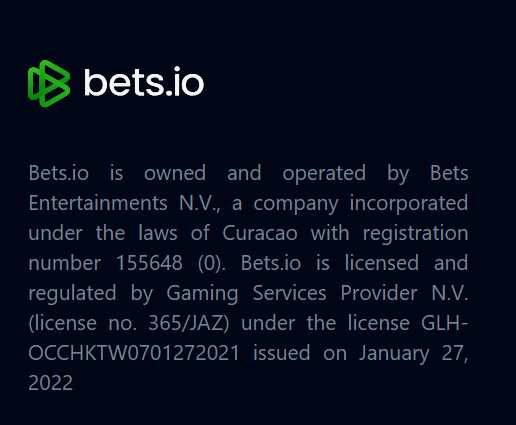 bets.io
Bets.io is owned and operated by Bets
Entertainments N.V., a company incorporated
under the laws of Curacao with registration
number 155648 (0). Bets.io is licensed and
regulated by Gaming Services Provider N.V.
(license no. 365/JAZ) under the license GLH-
OCCHKTW0701272021 issued on January 27,
2022